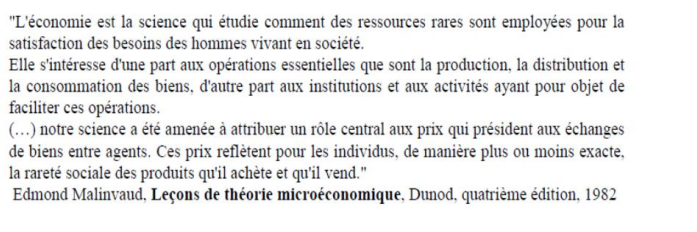 "L'économie est la science qui étudie comment des ressources rares sont employées pour la
satisfaction des besoins des hommes vivant en société.
Elle s'intéresse d'une part aux opérations essentielles que sont la production, la distribution et
la consommation des biens, d'autre part aux institutions et aux activités ayant pour objet de
faciliter ces opérations.
(…) notre science a été amenée à attribuer un rôle central aux prix qui président aux échanges
de biens entre agents. Ces prix reflètent pour les individus, de manière plus ou moins exacte,
la rareté sociale des produits qu'il achète et qu'il vend."
Edmond Malinvaud, Leçons de théorie microéconomique, Dunod, quatrième édition, 1982